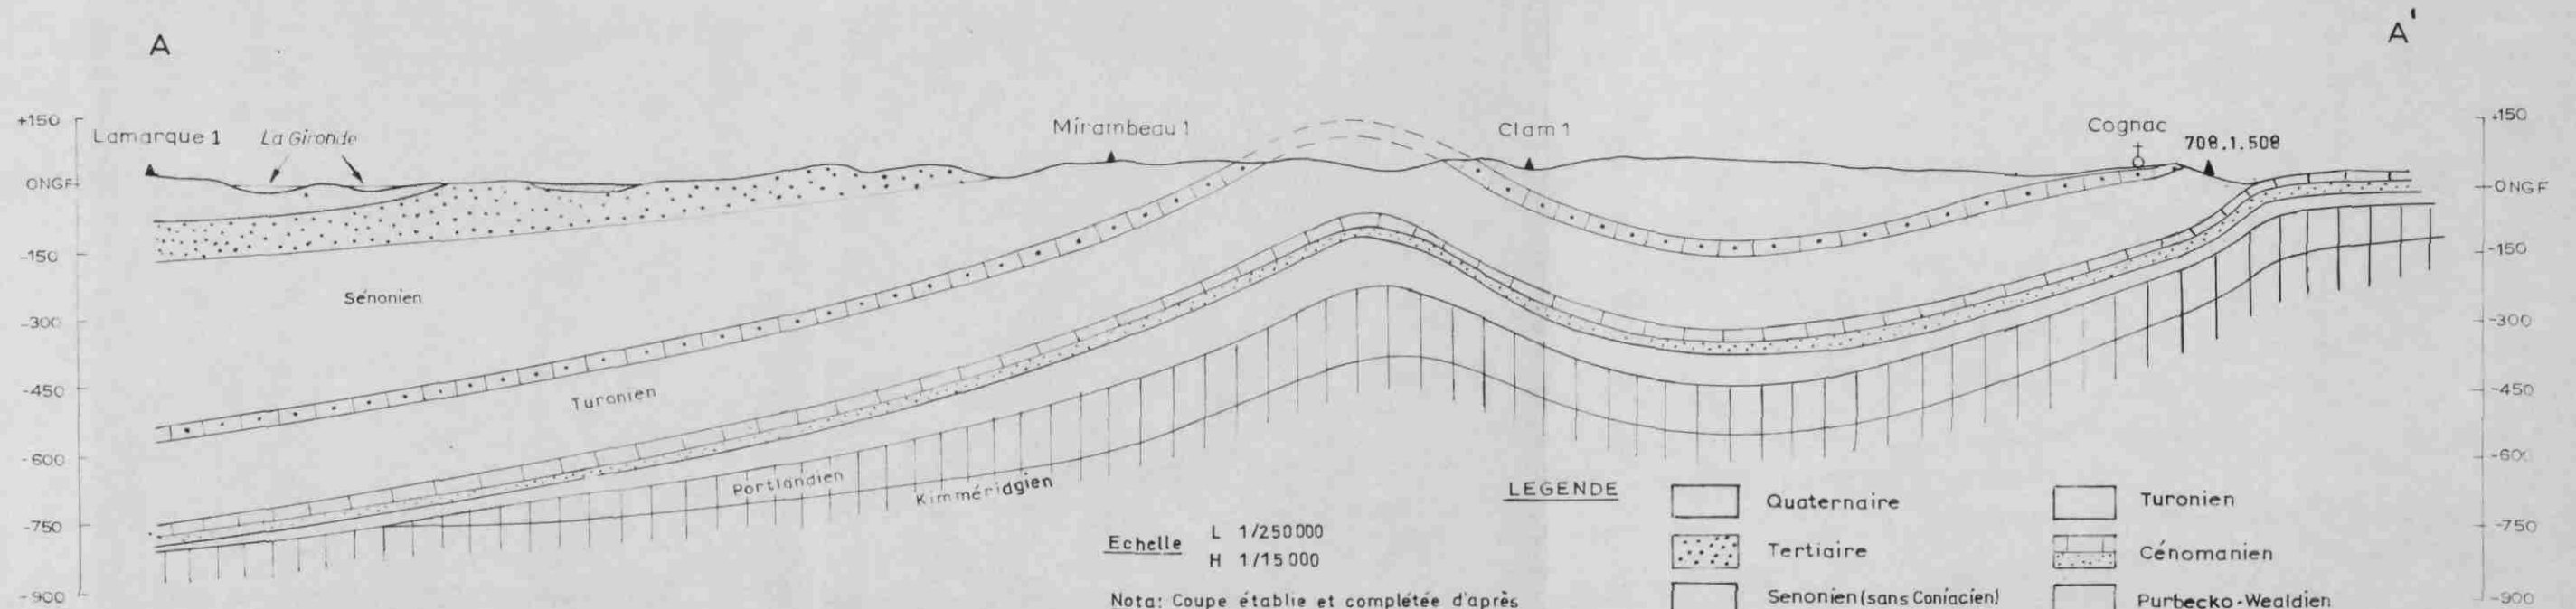 A
A'
+150
Lamarque 1
La Gironde
Mirambeau 1
Clam 1
Cognac
708.1.508
+150
0NGF
0NGF
-150
-150
Sénonien
-300
-300
-450
Turonien
-450
-600
Portlandien
Kimméridgien
-600
LEGENDE
Quaternaire
Turonien
-750
Echelle
L 1/250000
H 1/15000
-750
Tertiaire
Cénomanien
-900
Nota: Coupe établie et complétée d'après
Senonien (sans Coniacien)
Purbecko-Wealdien
-900